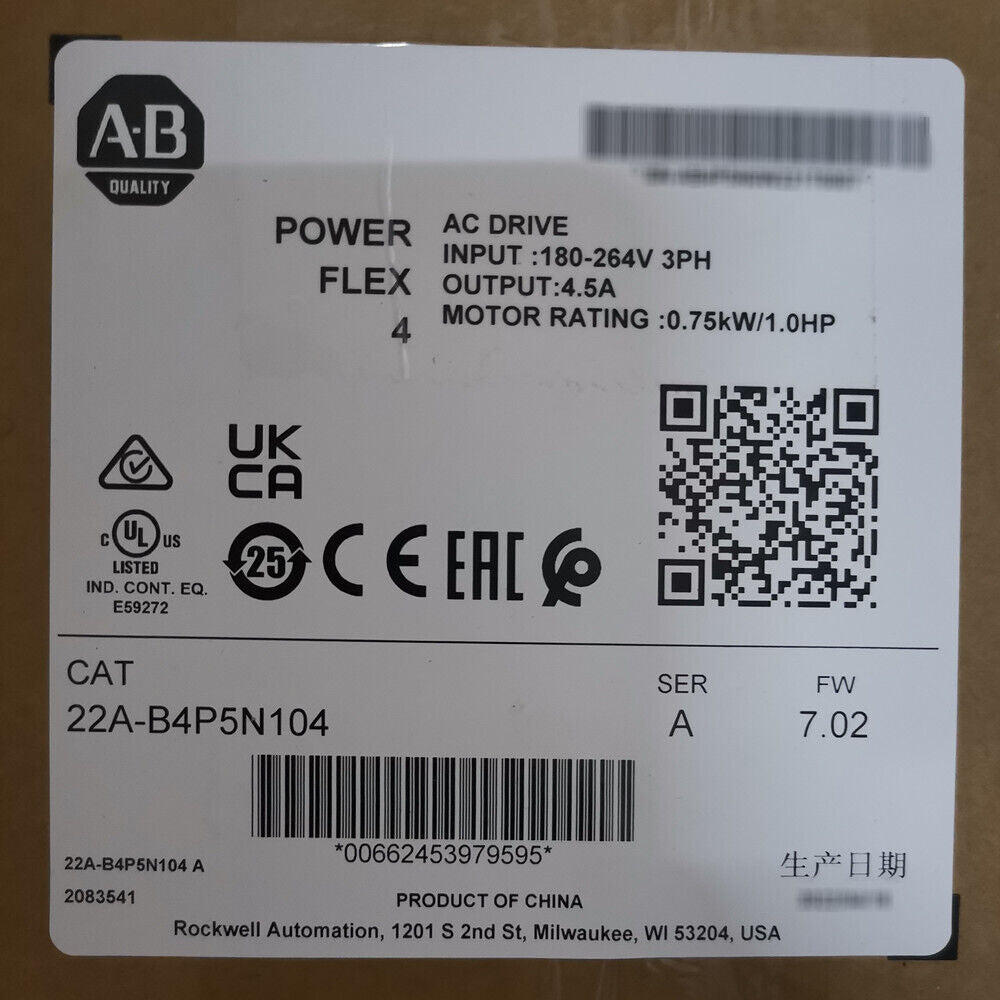 A-B
QUALITY
POWER
FLEX
4
AC DRIVE
INPUT :180-264V 3PH
OUTPUT:4.5A
MOTOR RATING :0.75kW/1.0HP
UK
CA
C UL US
LISTED
IND. CONT. EQ.
E59272
25
CE
EAC
CAT
22A-B4P5N104
SER
A
FW
7.02
*00662453979595*
22A-B4P5N104 A
2083541
生产日期
PRODUCT OF CHINA
Rockwell Automation, 1201 S 2nd St, Milwaukee, WI 53204, USA